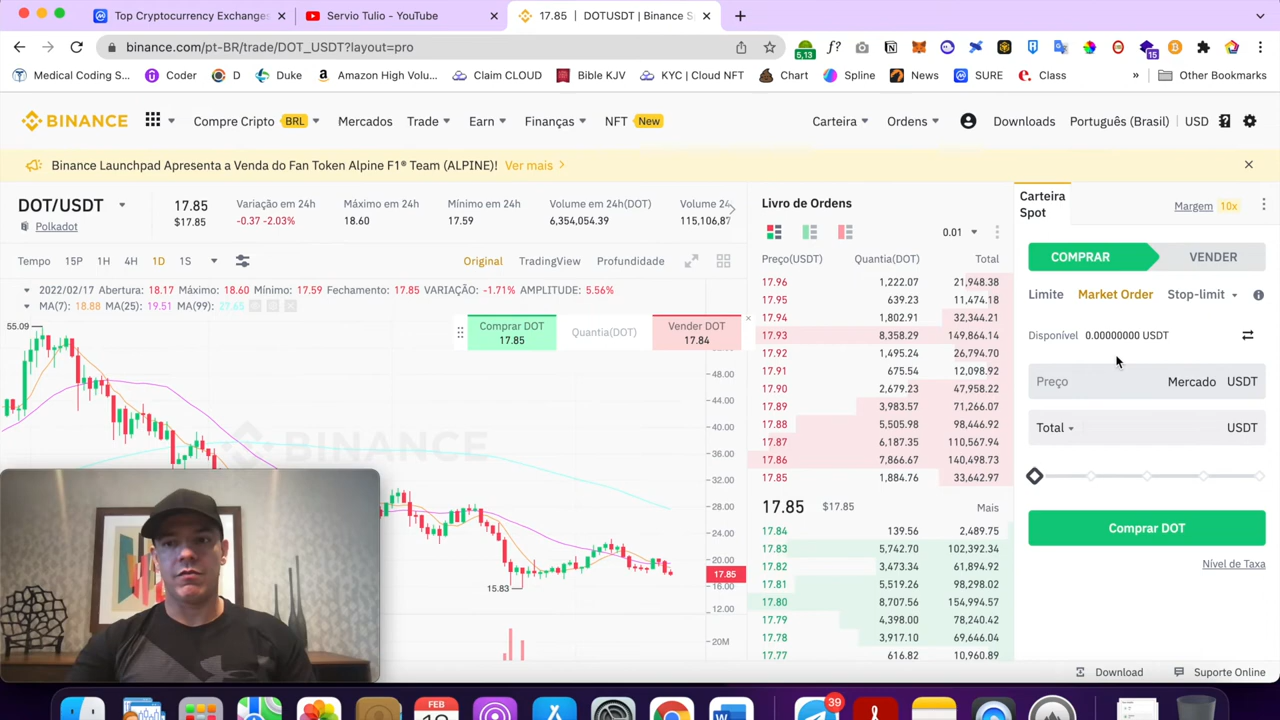 Top Cryptocurrency Exchanges
Servio Tulio - YouTube
17.85 | DOTUSDT | Binance S
binance.com/pt-BR/trade/DOT_USDT?layout=pro
5,13
f?
15
Medical Coding S...
Coder
D
Duke
Amazon High Volu...
Claim CLOUD
Bible KJV
KYC | Cloud NFT
Chart
Spline
News
SURE
Class
»
Other Bookmarks
BINANCE
Compre Cripto BRL
Mercados
Trade
Earn
Finanças
NFT New
Carteira
Ordens
Downloads
Português (Brasil)
USD
Binance Launchpad Apresenta a Venda do Fan Token Alpine F1® Team (ALPINE)! Ver mais
DOT/USDT
Polkadot
17.85
$17.85
Variação em 24h
-0.37 -2.03%
Máximo em 24h
18.60
Mínimo em 24h
17.59
Volume em 24h(DOT)
6,354,054.39
Volume 24
115,106,87
Tempo 15P 1H 4H 1D 1S
Original TradingView Profundidade
2022/02/17 Abertura: 18.17 Máximo: 18.60 Mínimo: 17.59 Fechamento: 17.85 VARIAÇÃO: -1.71% AMPLITUDE: 5.56%
MA(7): 18.88 MA(25): 19.51 MA(99): 27.65
55.09
Comprar DOT
17.85
Quantia(DOT)
Vender DOT
17.84
BINANCE
48.00
44.00
40.00
36.00
32.00
28.00
24.00
20.00
17.85
16.00
12.00
20M
15.83
Livro de Ordens
0.01
Preço(USDT) Quantia(DOT) Total
17.96 1,222.07 21,948.38
17.95 639.23 11,474.18
17.94 1,802.91 32,344.21
17.93 8,358.29 149,864.14
17.92 1,495.24 26,794.70
17.91 675.54 12,098.92
17.90 2,679.23 47,958.22
17.89 3,983.57 71,266.07
17.88 5,505.98 98,446.92
17.87 6,187.35 110,567.94
17.86 7,866.67 140,498.73
17.85 1,884.76 33,642.97
17.85 $17.85 Mais
17.84 139.56 2,489.75
17.83 5,742.70 102,392.34
17.82 3,473.34 61,894.92
17.81 5,519.26 98,298.02
17.80 8,707.56 154,994.57
17.79 4,398.00 78,240.42
17.78 3,917.10 69,646.04
17.77 616.82 10,960.89
Carteira
Spot
Margem 10x
COMPRAR VENDER
Limite Market Order Stop-limit
Disponível 0.00000000 USDT
Preço Mercado USDT
Total USDT
Comprar DOT
Nível de Taxa
Download
Suporte Online
FEB
39